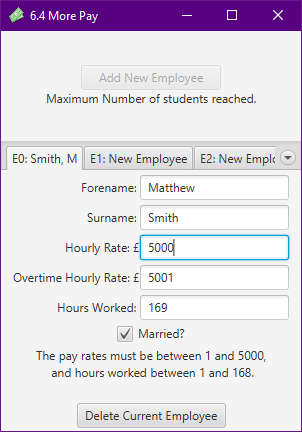 6.4 More Pay
Add New Employee
Maximum Number of students reached.
E0: Smith, M
E1: New Employee
E2: New Emplo
Forename: Matthew
Surname: Smith
Hourly Rate: £ 5000
Overtime Hourly Rate: £ 5001
Hours Worked: 169
Married?
The pay rates must be between 1 and 5000,
and hours worked between 1 and 168.
Delete Current Employee